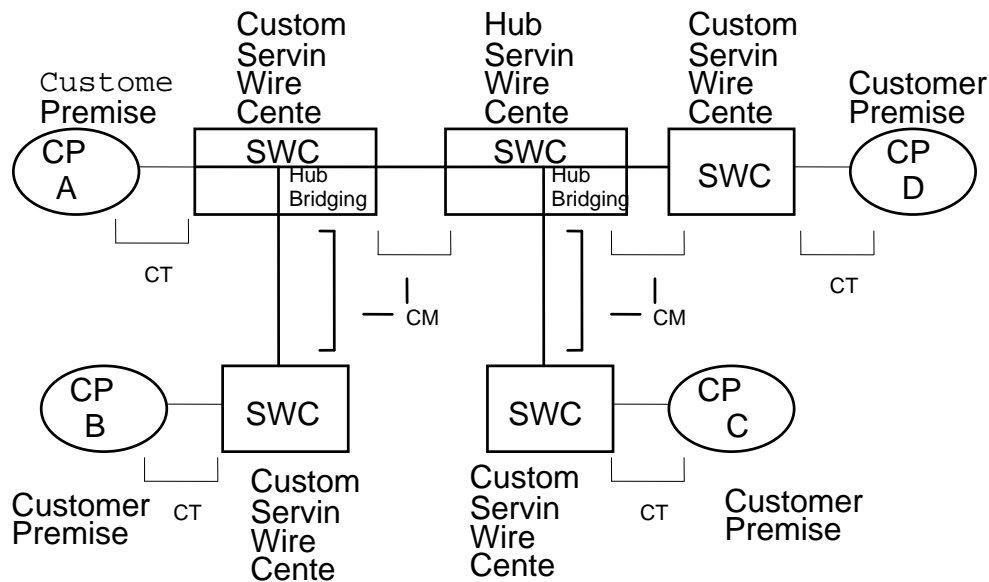 Custom
Servin
Wire
Cente
Hub
Servin
Wire
Cente
Custom
Servin
Wire
Cente
Custome
Premise
Customer
Premise
CP
A
SWC
Hub
Bridging
SWC
Hub
Bridging
SWC
CP
D
CT
CM
CM
CT
CP
B
SWC
SWC
CP
C
Customer
Premise
CT
Custom
Servin
Wire
Cente
Custom
Servin
Wire
Cente
CT
Customer
Premise